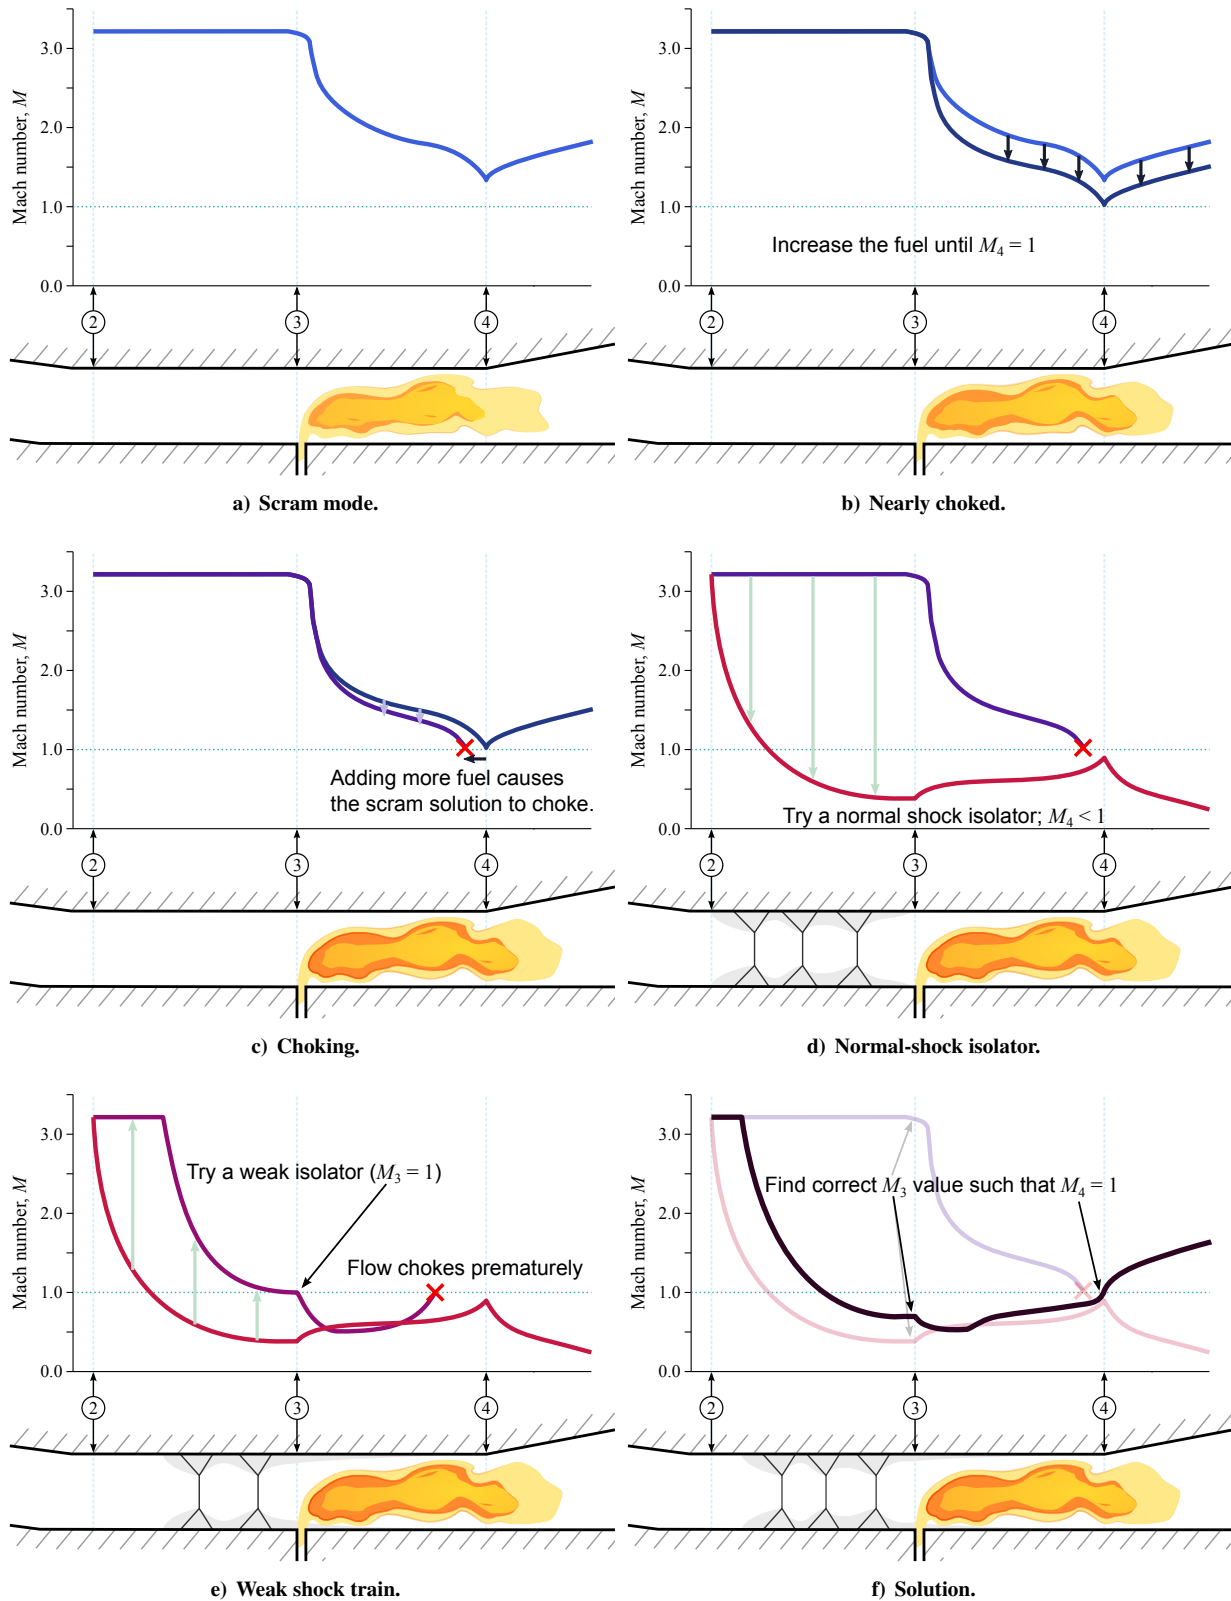 Mach number, M
3.0
2.0
1.0
0.0
2
3
4
a) Scram mode.
Mach number, M
3.0
2.0
1.0
0.0
Increase the fuel until M4 = 1
2
3
4
b) Nearly choked.
Mach number, M
3.0
2.0
1.0
0.0
Adding more fuel causes
the scram solution to choke.
2
3
4
c) Choking.
Mach number, M
3.0
2.0
1.0
0.0
Try a normal shock isolator; M4 < 1
2
3
4
d) Normal-shock isolator.
Mach number, M
3.0
2.0
1.0
0.0
Try a weak isolator (M3 = 1)
Flow chokes prematurely
2
3
4
e) Weak shock train.
Mach number, M
3.0
2.0
1.0
0.0
Find correct M3 value such that M4 = 1
2
3
4
f) Solution.